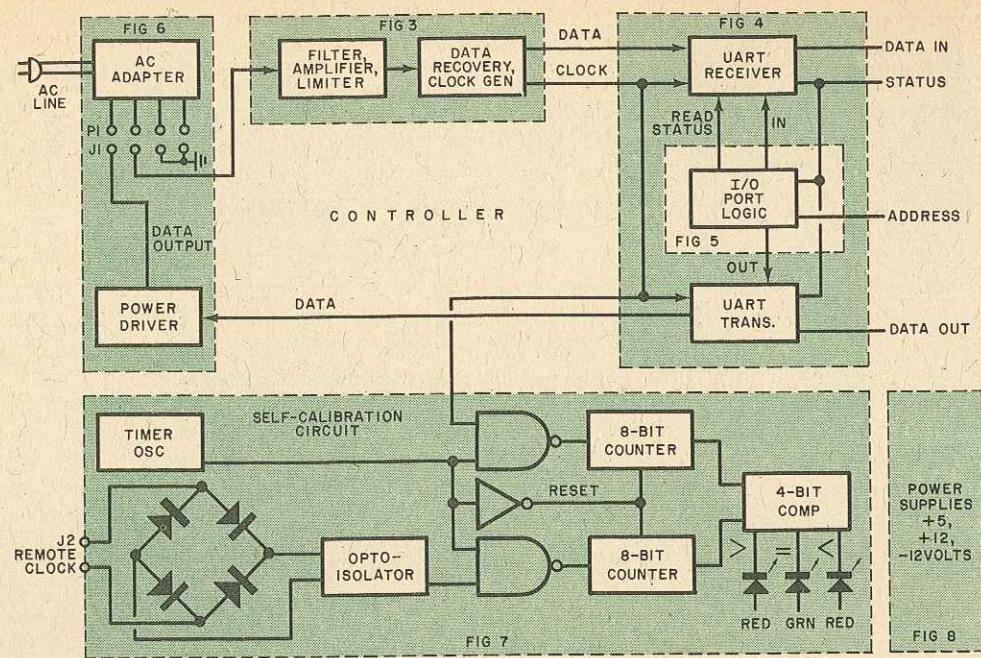 FIG 6
AC
ADAPTER
AC
LINE
P1
J1
DATA
OUTPUT
POWER
DRIVER
FIG 3
FILTER,
AMPLIFIER,
LIMITER
DATA
RECOVERY,
CLOCK GEN
DATA
CLOCK
FIG 4
UART
RECEIVER
DATA IN
STATUS
READ
STATUS
IN
I/O
PORT
LOGIC
ADDRESS
FIG 5
OUT
UART
TRANS.
DATA OUT
CONTROLLER
DATA
SELF-CALIBRATION
CIRCUIT
TIMER
OSC
J2
REMOTE
CLOCK
OPTO-
ISOLATOR
RESET
8-BIT
COUNTER
8-BIT
COUNTER
4-BIT
COMP
> = <
RED GRN RED
FIG 7
POWER
SUPPLIES
+5,
+12,
-12VOLTS
FIG 8